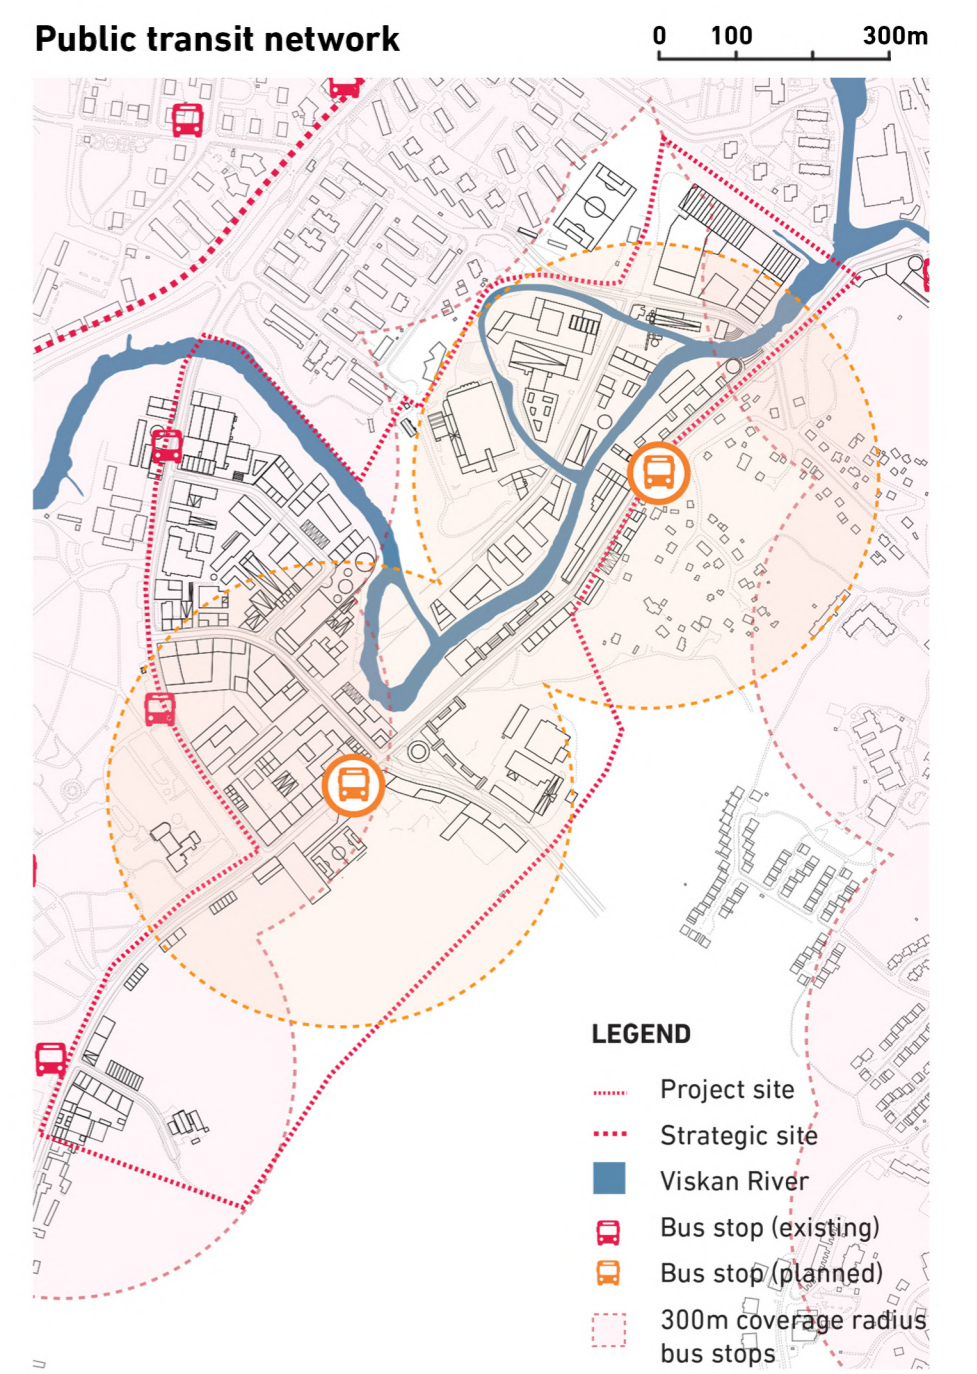 Public transit network
0 100 300m
LEGEND
Project site
Strategic site
Viskan River
Bus stop (existing)
Bus stop (planned)
300m coverage radius
bus stops